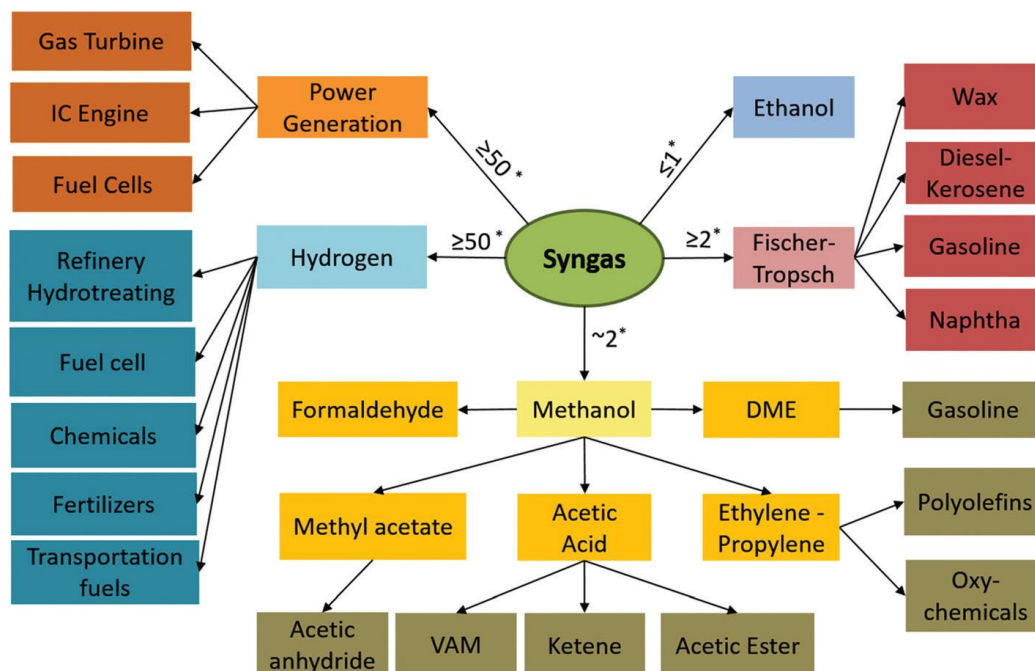 Gas Turbine
IC Engine
Fuel Cells
Power
Generation
≥50 *
Ethanol
≤1*
Wax
Diesel-
Kerosene
Gasoline
Naphtha
Fischer-
Tropsch
≥2*
Syngas
≥50 *
Hydrogen
Refinery
Hydrotreating
Fuel cell
Chemicals
Fertilizers
Transportation
fuels
~2*
Formaldehyde
Methanol
DME
Gasoline
Methyl acetate
Acetic
Acid
Ethylene -
Propylene
Polyolefins
Oxy-
chemicals
Acetic
anhydride
VAM
Ketene
Acetic Ester